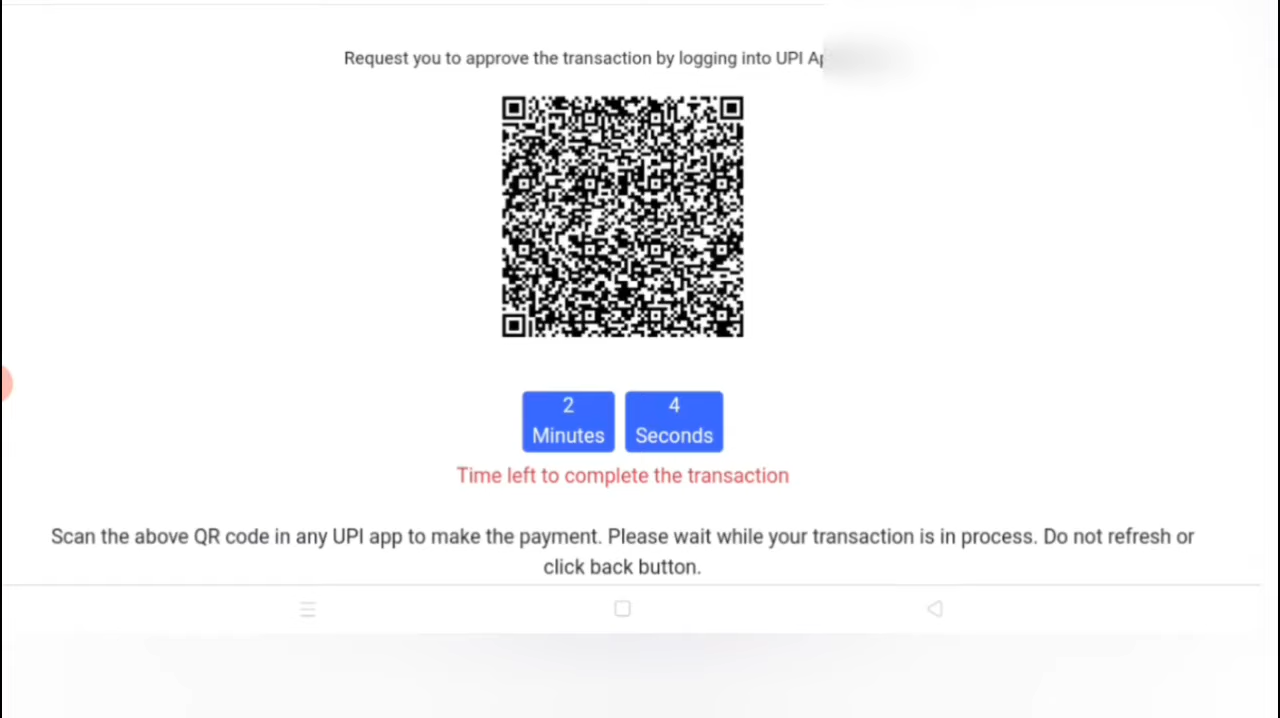 Request you to approve the transaction by logging into UPI
2
Minutes
4
Seconds
Time left to complete the transaction
Scan the above QR code in any UPI app to make the payment. Please wait while your transaction is in process. Do not refresh or
click back button.